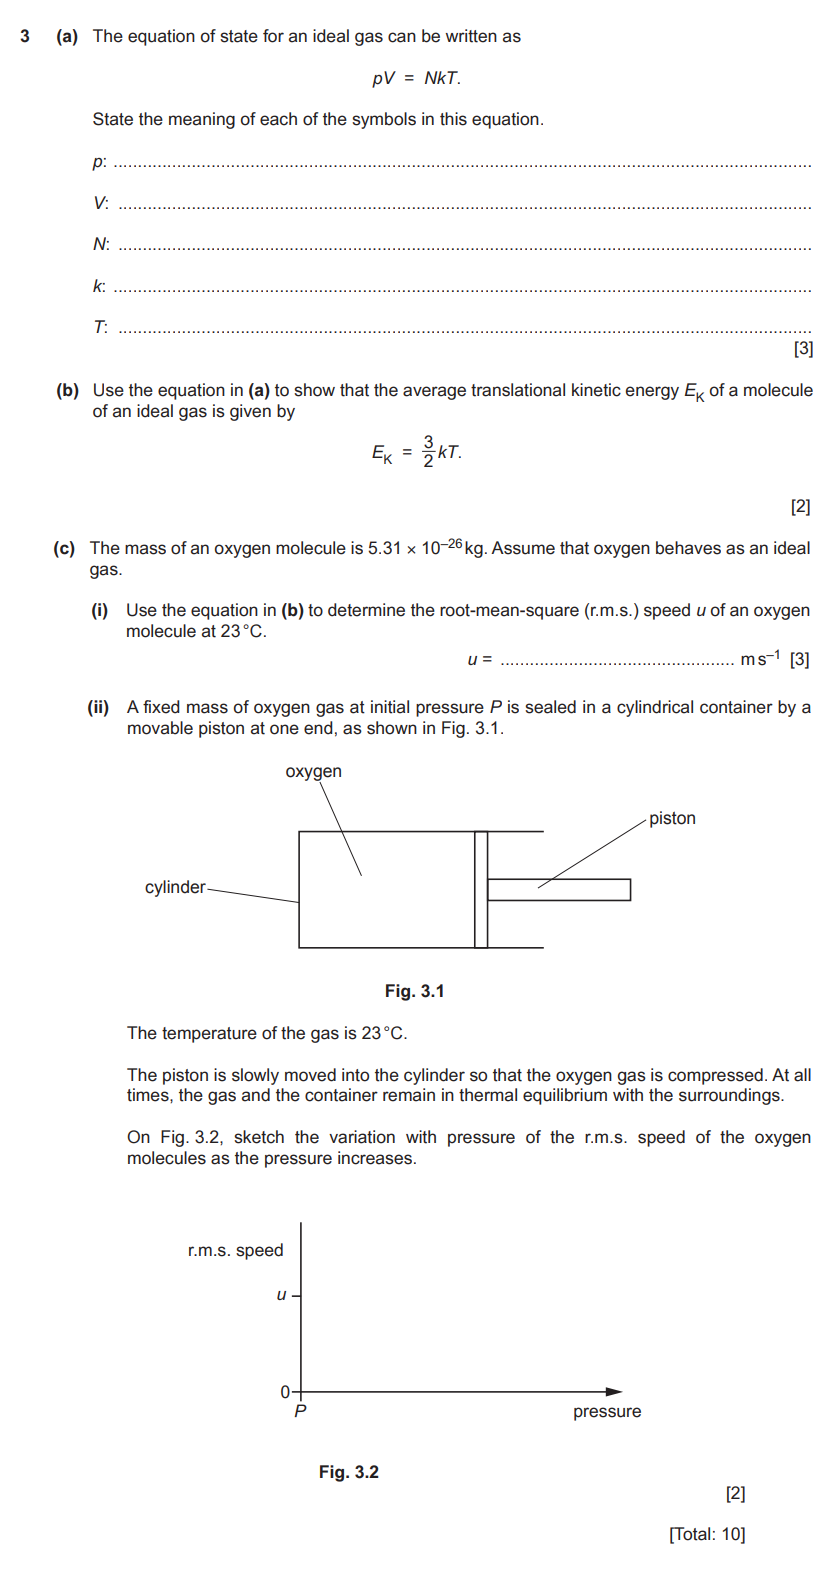 3 (a) The equation of state for an ideal gas can be written as
pV = NkT.
State the meaning of each of the symbols in this equation.
p: ..............................................................................................................................................
V: ..............................................................................................................................................
N: ..............................................................................................................................................
k: ..............................................................................................................................................
T: ..............................................................................................................................................
[3]
(b) Use the equation in (a) to show that the average translational kinetic energy E_K of a molecule
of an ideal gas is given by
E_K = 3/2 kT.
[2]
(c) The mass of an oxygen molecule is 5.31 × 10⁻²⁶ kg. Assume that oxygen behaves as an ideal
gas.
(i) Use the equation in (b) to determine the root-mean-square (r.m.s.) speed u of an oxygen
molecule at 23 °C.
u = ................................................ m s⁻¹ [3]
(ii) A fixed mass of oxygen gas at initial pressure P is sealed in a cylindrical container by a
movable piston at one end, as shown in Fig. 3.1.
oxygen
piston
cylinder
Fig. 3.1
The temperature of the gas is 23 °C.
The piston is slowly moved into the cylinder so that the oxygen gas is compressed. At all
times, the gas and the container remain in thermal equilibrium with the surroundings.
On Fig. 3.2, sketch the variation with pressure of the r.m.s. speed of the oxygen
molecules as the pressure increases.
r.m.s. speed
u
0
P
pressure
Fig. 3.2
[2]
[Total: 10]